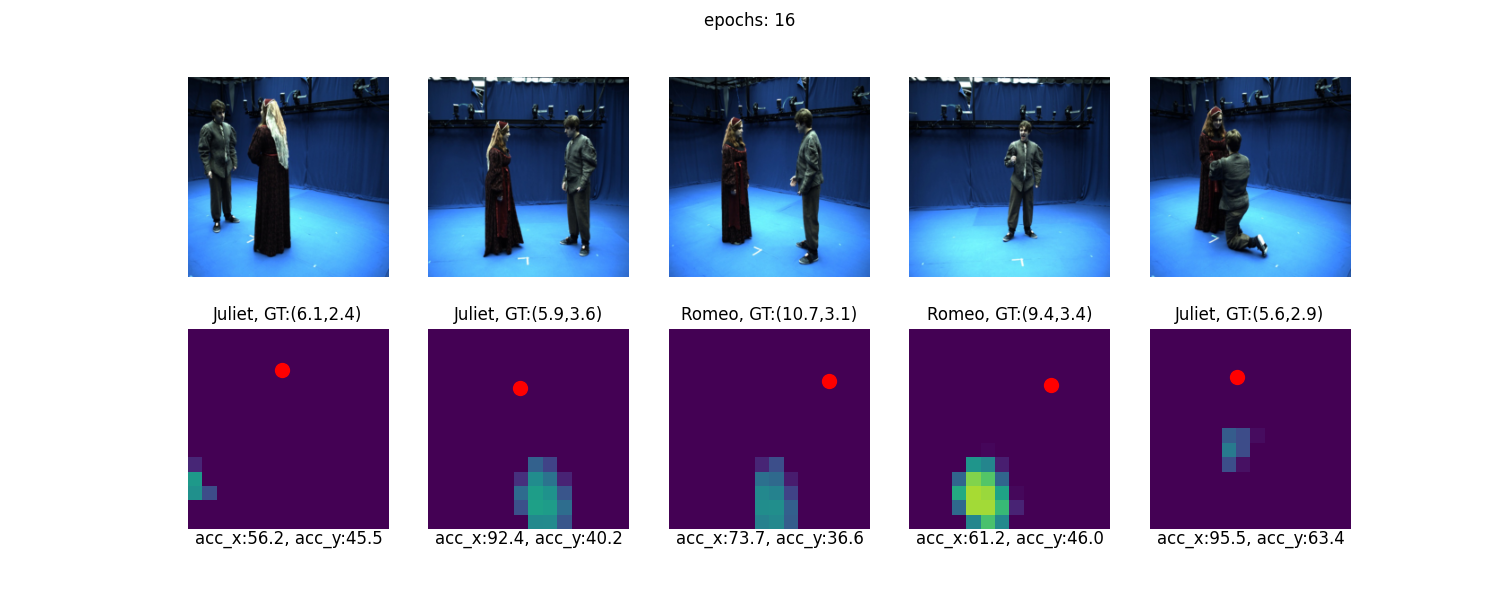 epochs: 16
Juliet, GT:(6.1,2.4)
Juliet, GT:(5.9,3.6)
Romeo, GT:(10.7,3.1)
Romeo, GT:(9.4,3.4)
Juliet, GT:(5.6,2.9)
acc_x:56.2, acc_y:45.5
acc_x:92.4, acc_y:40.2
acc_x:73.7, acc_y:36.6
acc_x:61.2, acc_y:46.0
acc_x:95.5, acc_y:63.4